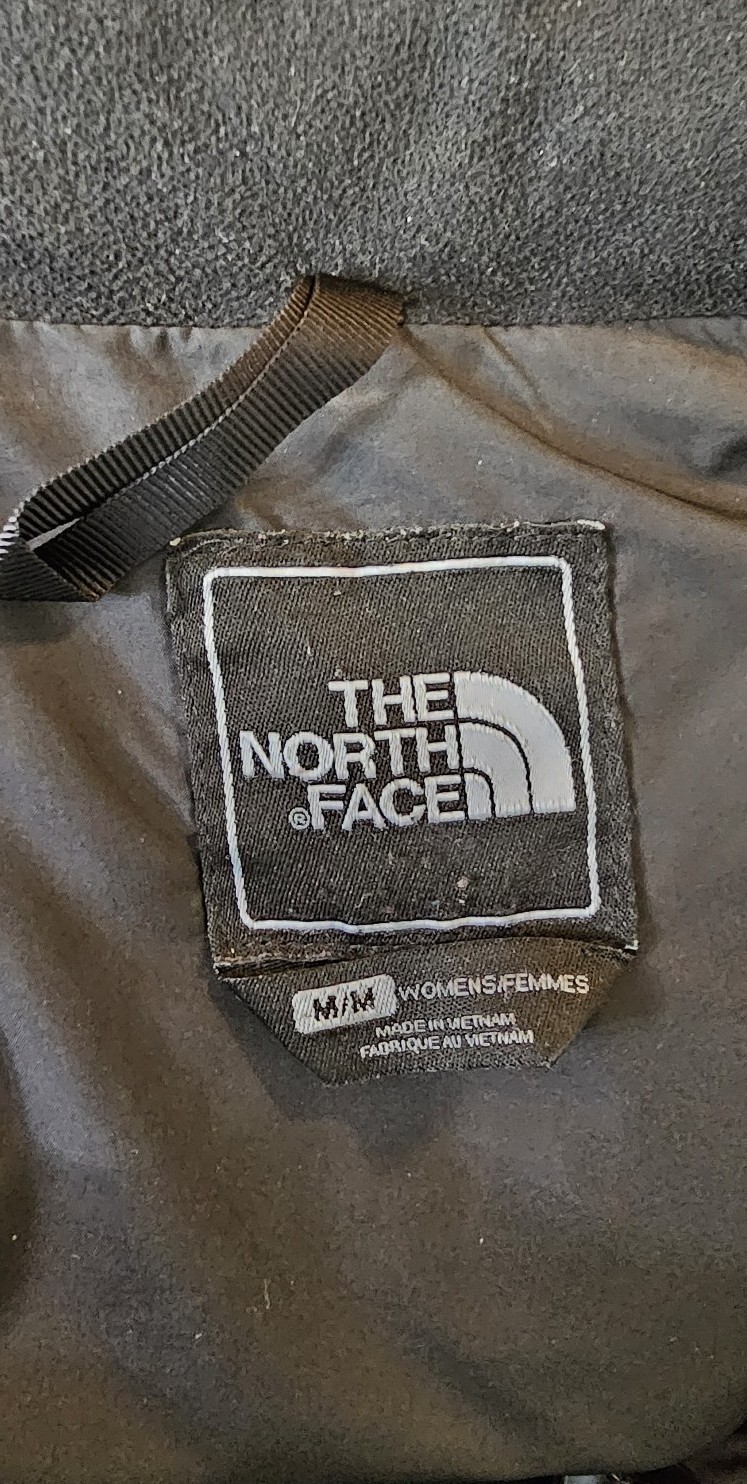 THE
NORTH
®FACE
M/M WOMENS/FEMMES
MADE IN VIETNAM
FABRIQUE AU VIETNAM